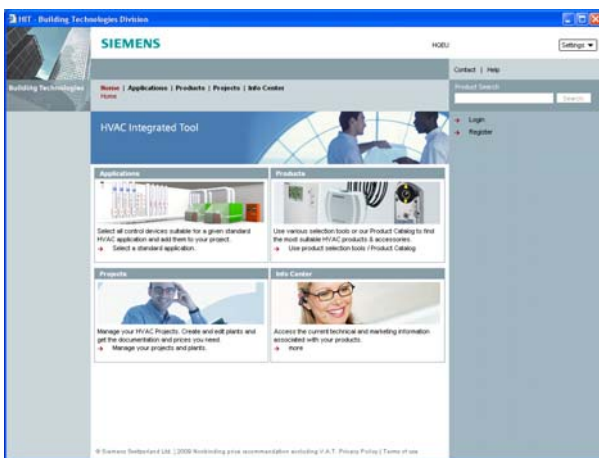 HIT - Building Technologies Division
SIEMENS
HQEU
Settings
Contact | Help
Building Technologies
Home | Applications | Products | Projects | Info Center
Home
Product Search
Search
HVAC Integrated Tool
Login
Register
Applications
Select all control devices suitable for a given standard
HVAC application and add them to your project.
Select a standard application.
Products
Use various selection tools or our Product Catalog to find
the most suitable HVAC products & accessories.
Use product selection tools / Product Catalog
Projects
Manage your HVAC Projects. Create and edit plants and
get the documentation and prices you need.
Manage your projects and plants.
Info Center
Access the current technical and marketing information
associated with your products.
more
© Siemens Switzerland Ltd. | 2009 Nonbinding price recommendation excluding V.A.T. Privacy Policy | Terms of use